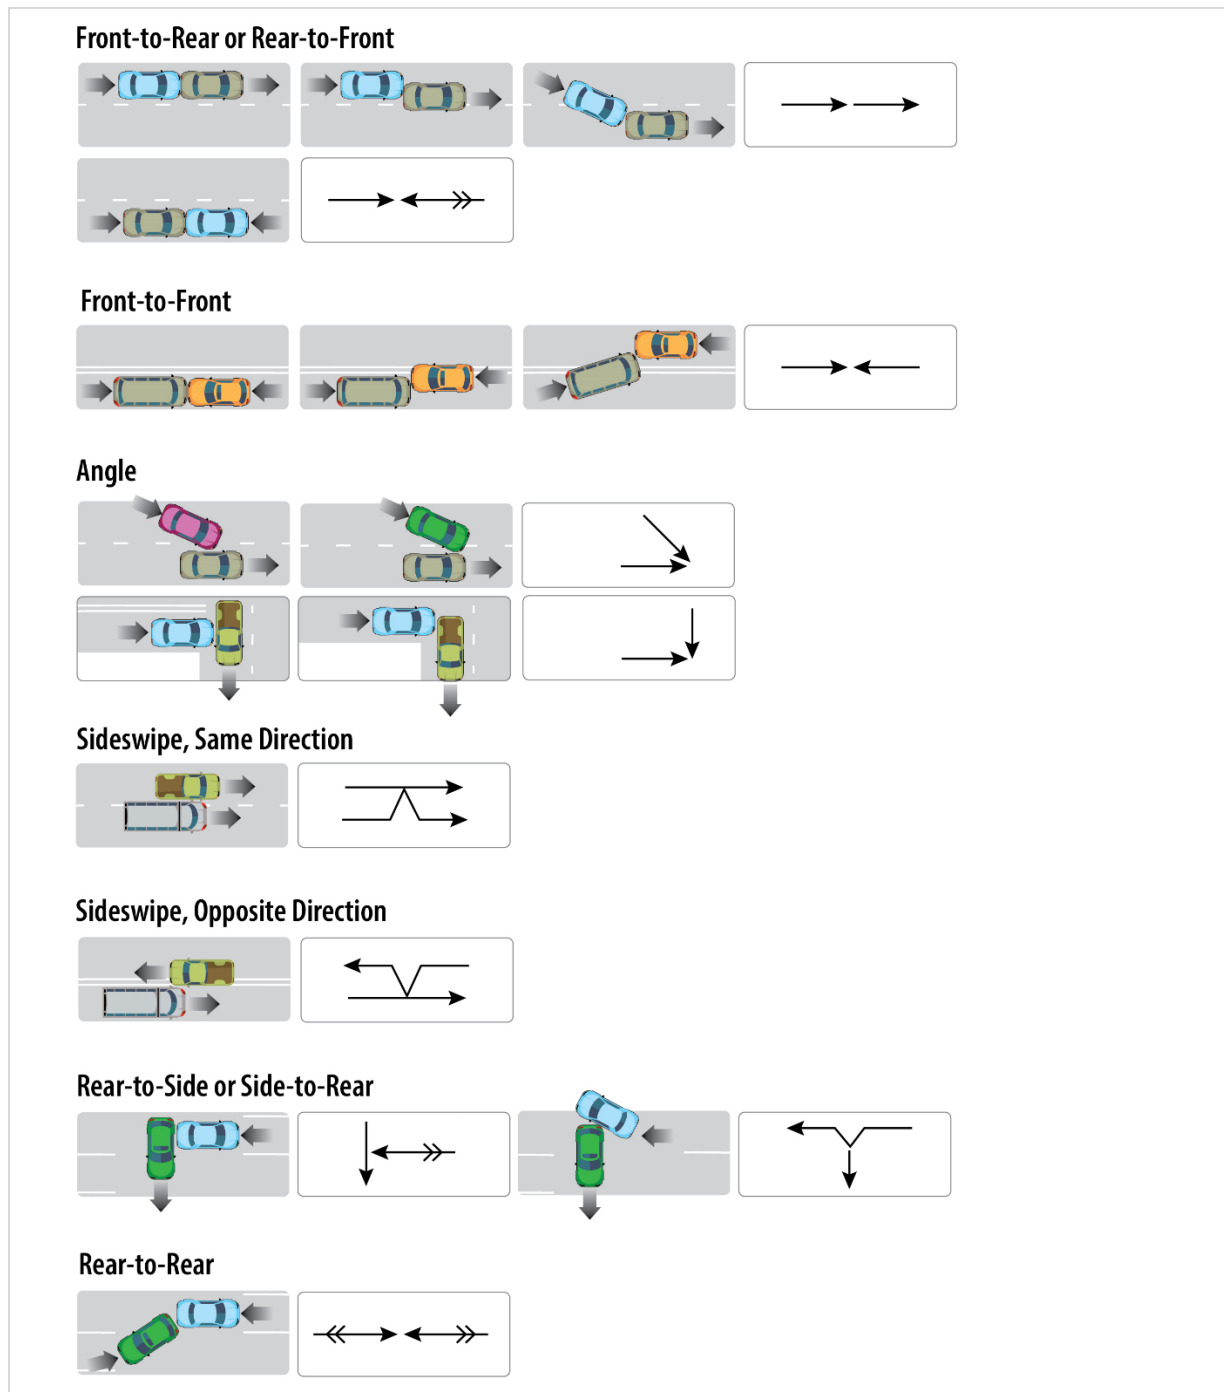 Front-to-Rear or Rear-to-Front
Front-to-Front
Angle
Sideswipe, Same Direction
Sideswipe, Opposite Direction
Rear-to-Side or Side-to-Rear
Rear-to-Rear